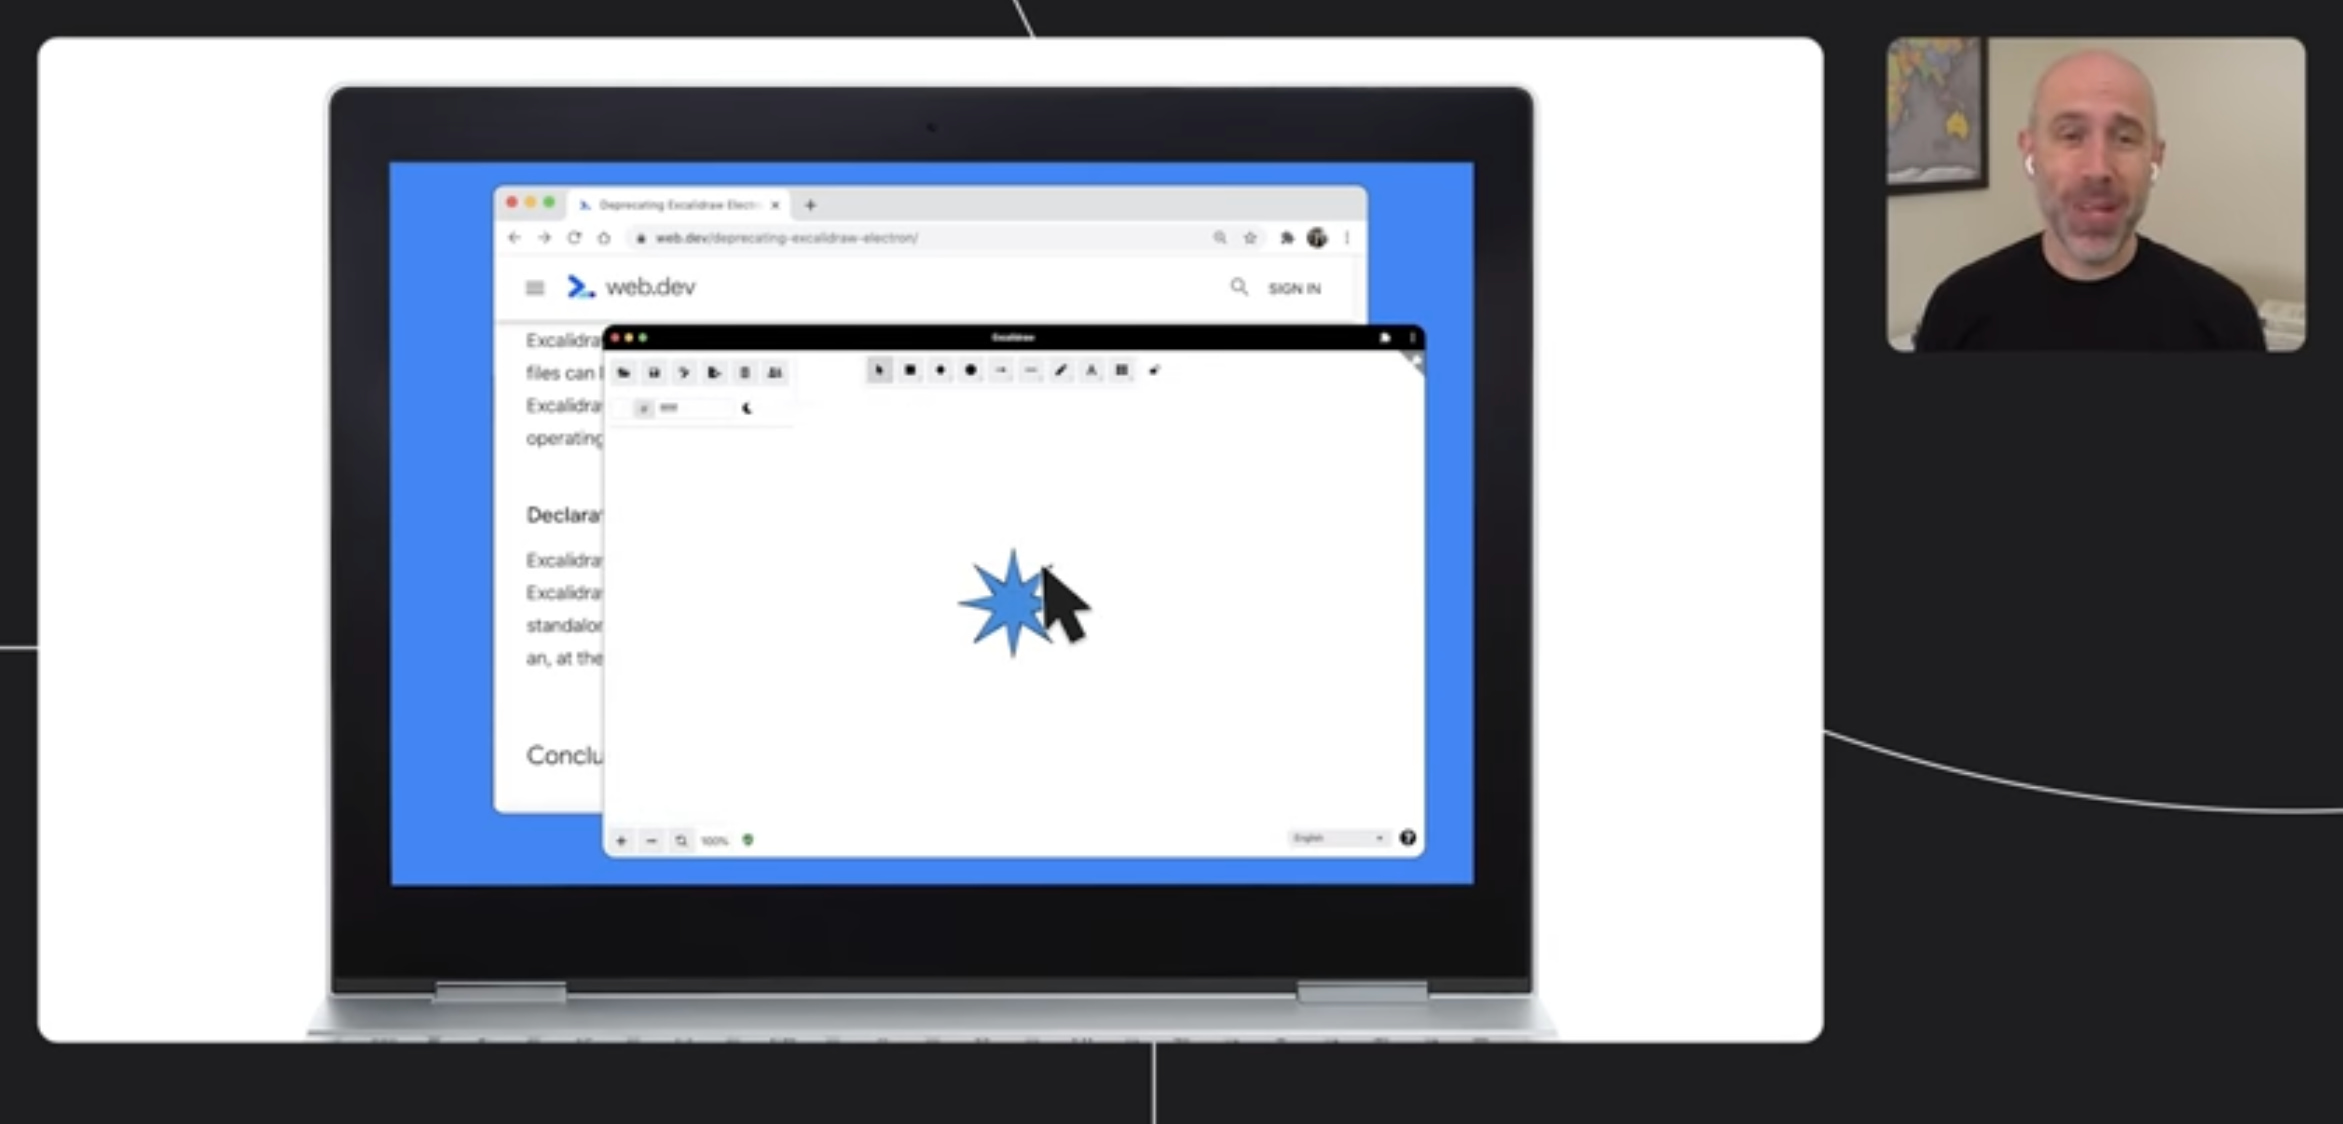 Deprecating Excalidraw Electr
web.dev/deprecating-excalidraw-electron/
web.dev
SIGN IN
Excalidra
Excalidraw
files can
Excalidra
operating
Declara
Excalidra
Excalidra
standalor
an, at the
Conclu
A
100%
English
?